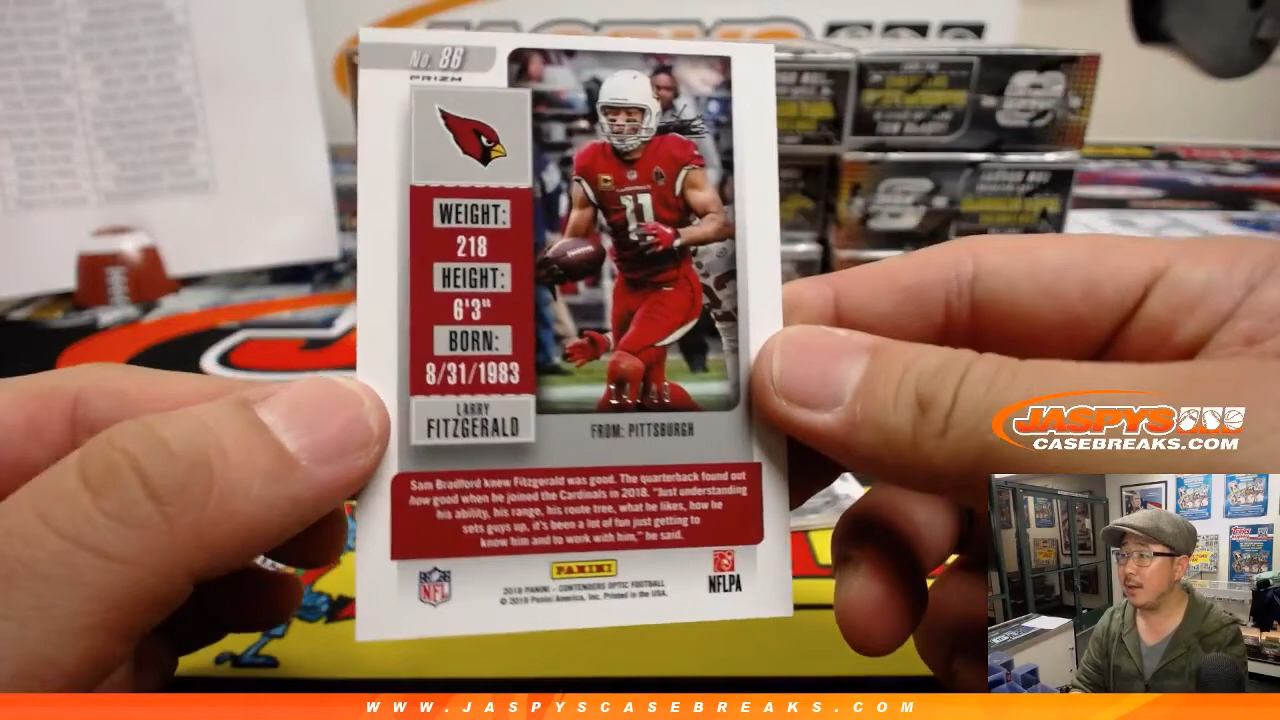 No. 86
PRIZM
WEIGHT:
218
HEIGHT:
6'3"
BORN:
8/31/1983
LARRY
FITZGERALD
11
FROM: PITTSBURGH
Sam Bradford knew Fitzgerald was good. The quarterback found out
how good when he joined the Cardinals in 2018. "Just understanding
his ability, his range, his route tree, what he likes, how he
sets guys up, it's been a lot of fun just getting to
know him and to work with him," he said.
NFL
PANINI
2018 PANINI - CONTENDERS OPTIC FOOTBALL
© 2019 Panini America, Inc. Printed in the USA.
NFLPA
JASPYS
CASEBREAKS.COM
Topps
WWW.JASPYSCASEBREAKS.COM